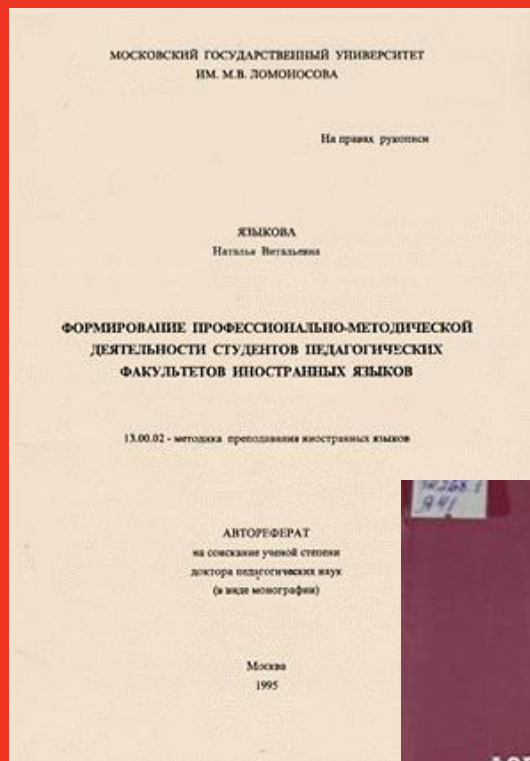 МОСКОВСКИЙ ГОСУДАРСТВЕННЫЙ УНИВЕРСИТЕТ
ИМ. М.В. ЛОМОНОСОВА
На правах рукописи
ЯЗЫКОВА
Наталья Витальевна
ФОРМИРОВАНИЕ ПРОФЕССИОНАЛЬНО-МЕТОДИЧЕСКОЙ
ДЕЯТЕЛЬНОСТИ СТУДЕНТОВ ПЕДАГОГИЧЕСКИХ
ФАКУЛЬТЕТОВ ИНОСТРАННЫХ ЯЗЫКОВ
13.00.02 - методика преподавания иностранных языков
АВТОРЕФЕРАТ
на соискание ученой степени
доктора педагогических наук
(в виде монографии)
Москва
1995